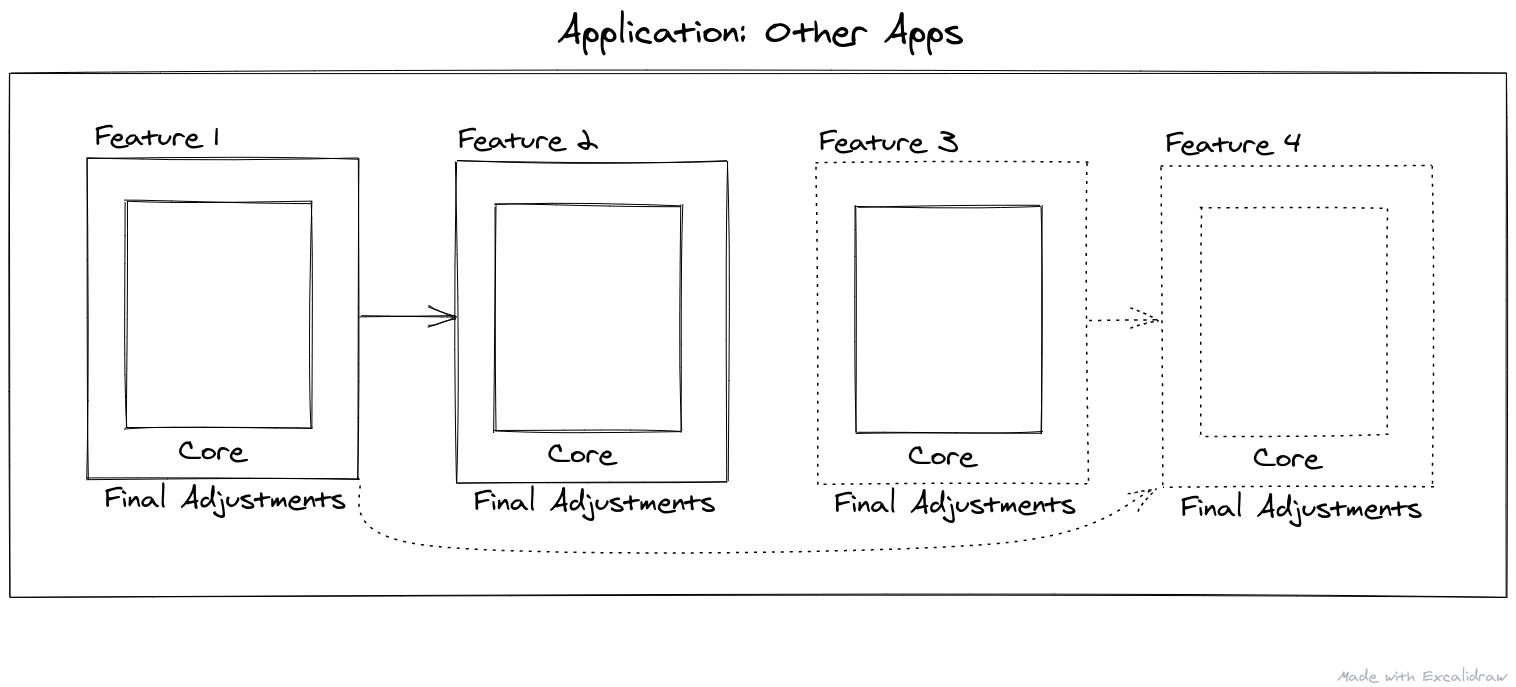 Application: Other Apps
Feature 1
Feature 2
Feature 3
Feature 4
Core
Core
Core
Core
Final Adjustments
Final Adjustments
Final Adjustments
Final Adjustments
Made with Excalidraw